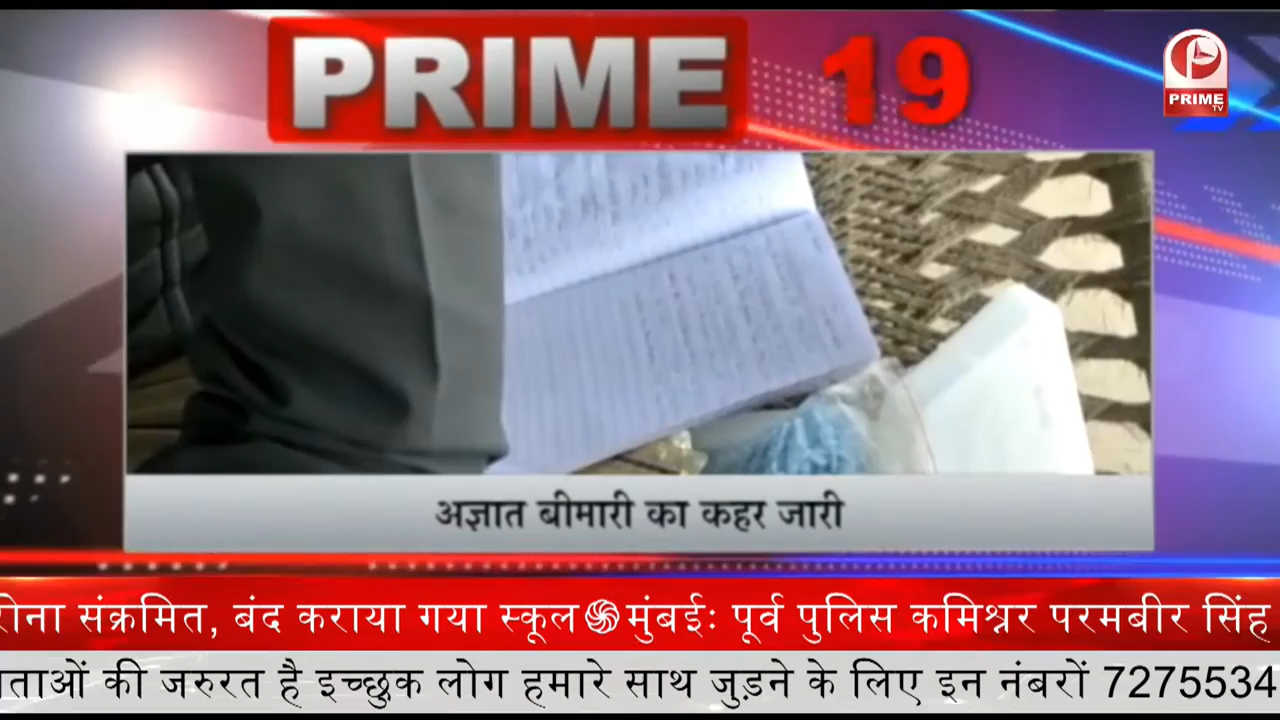 PRIME 19
PRIME
TV
अज्ञात बीमारी का कहर जारी
संक्रमित, बंद कराया गया स्कूल मुंबईः पूर्व पुलिस कमिश्नर परमबीर सिंह
की जरुरत है इच्छुक लोग हमारे साथ जुड़ने के लिए इन नंबरों 7275534